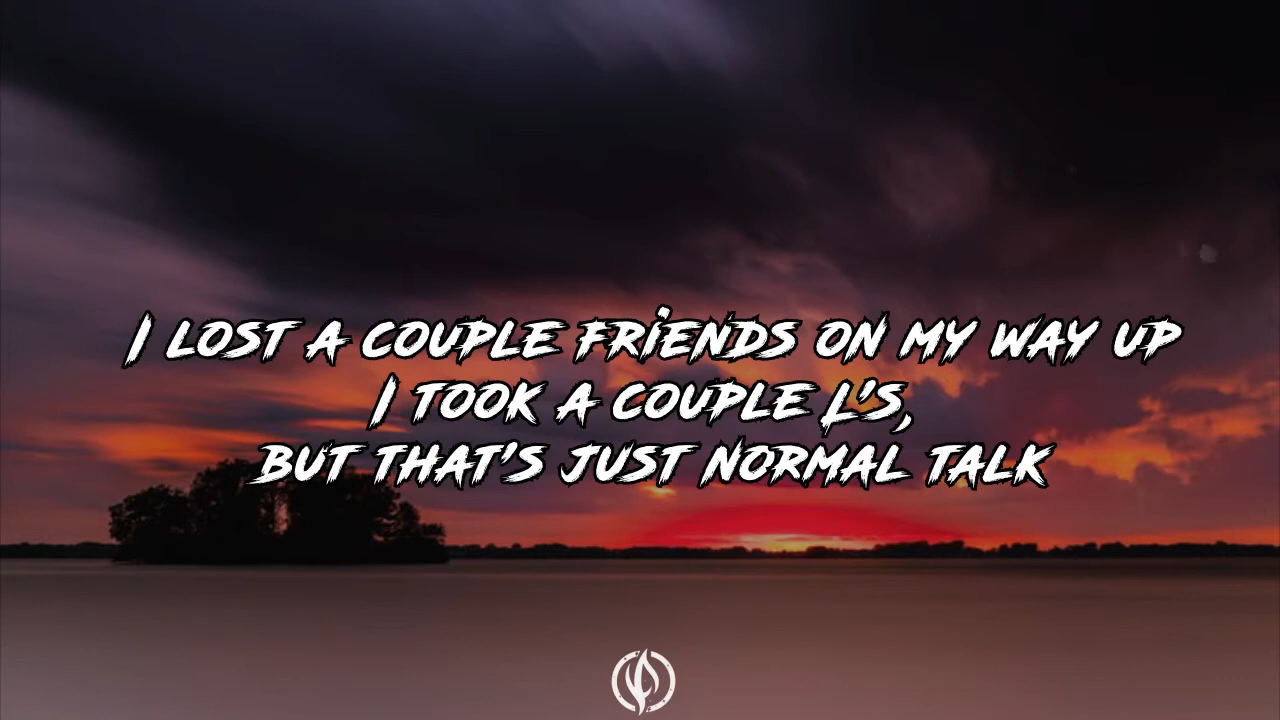 I LOST A COUPLE FRIENDS ON MY WAY UP
I TOOK A COUPLE L'S,
BUT THAT'S JUST NORMAL TALK